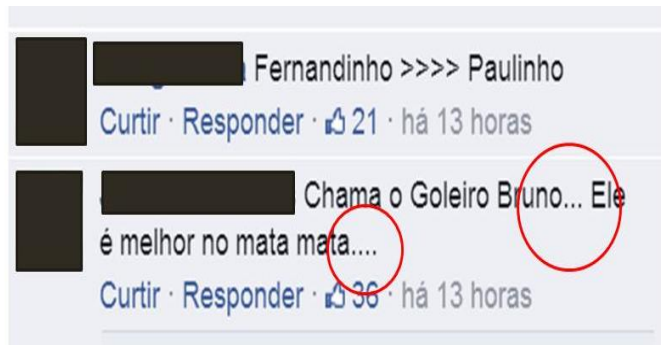 Fernandinho >>>> Paulinho
Curtir · Responder · 21 · há 13 horas
Chama o Goleiro Bruno... Ele
é melhor no mata mata....
Curtir · Responder · 36 · há 13 horas